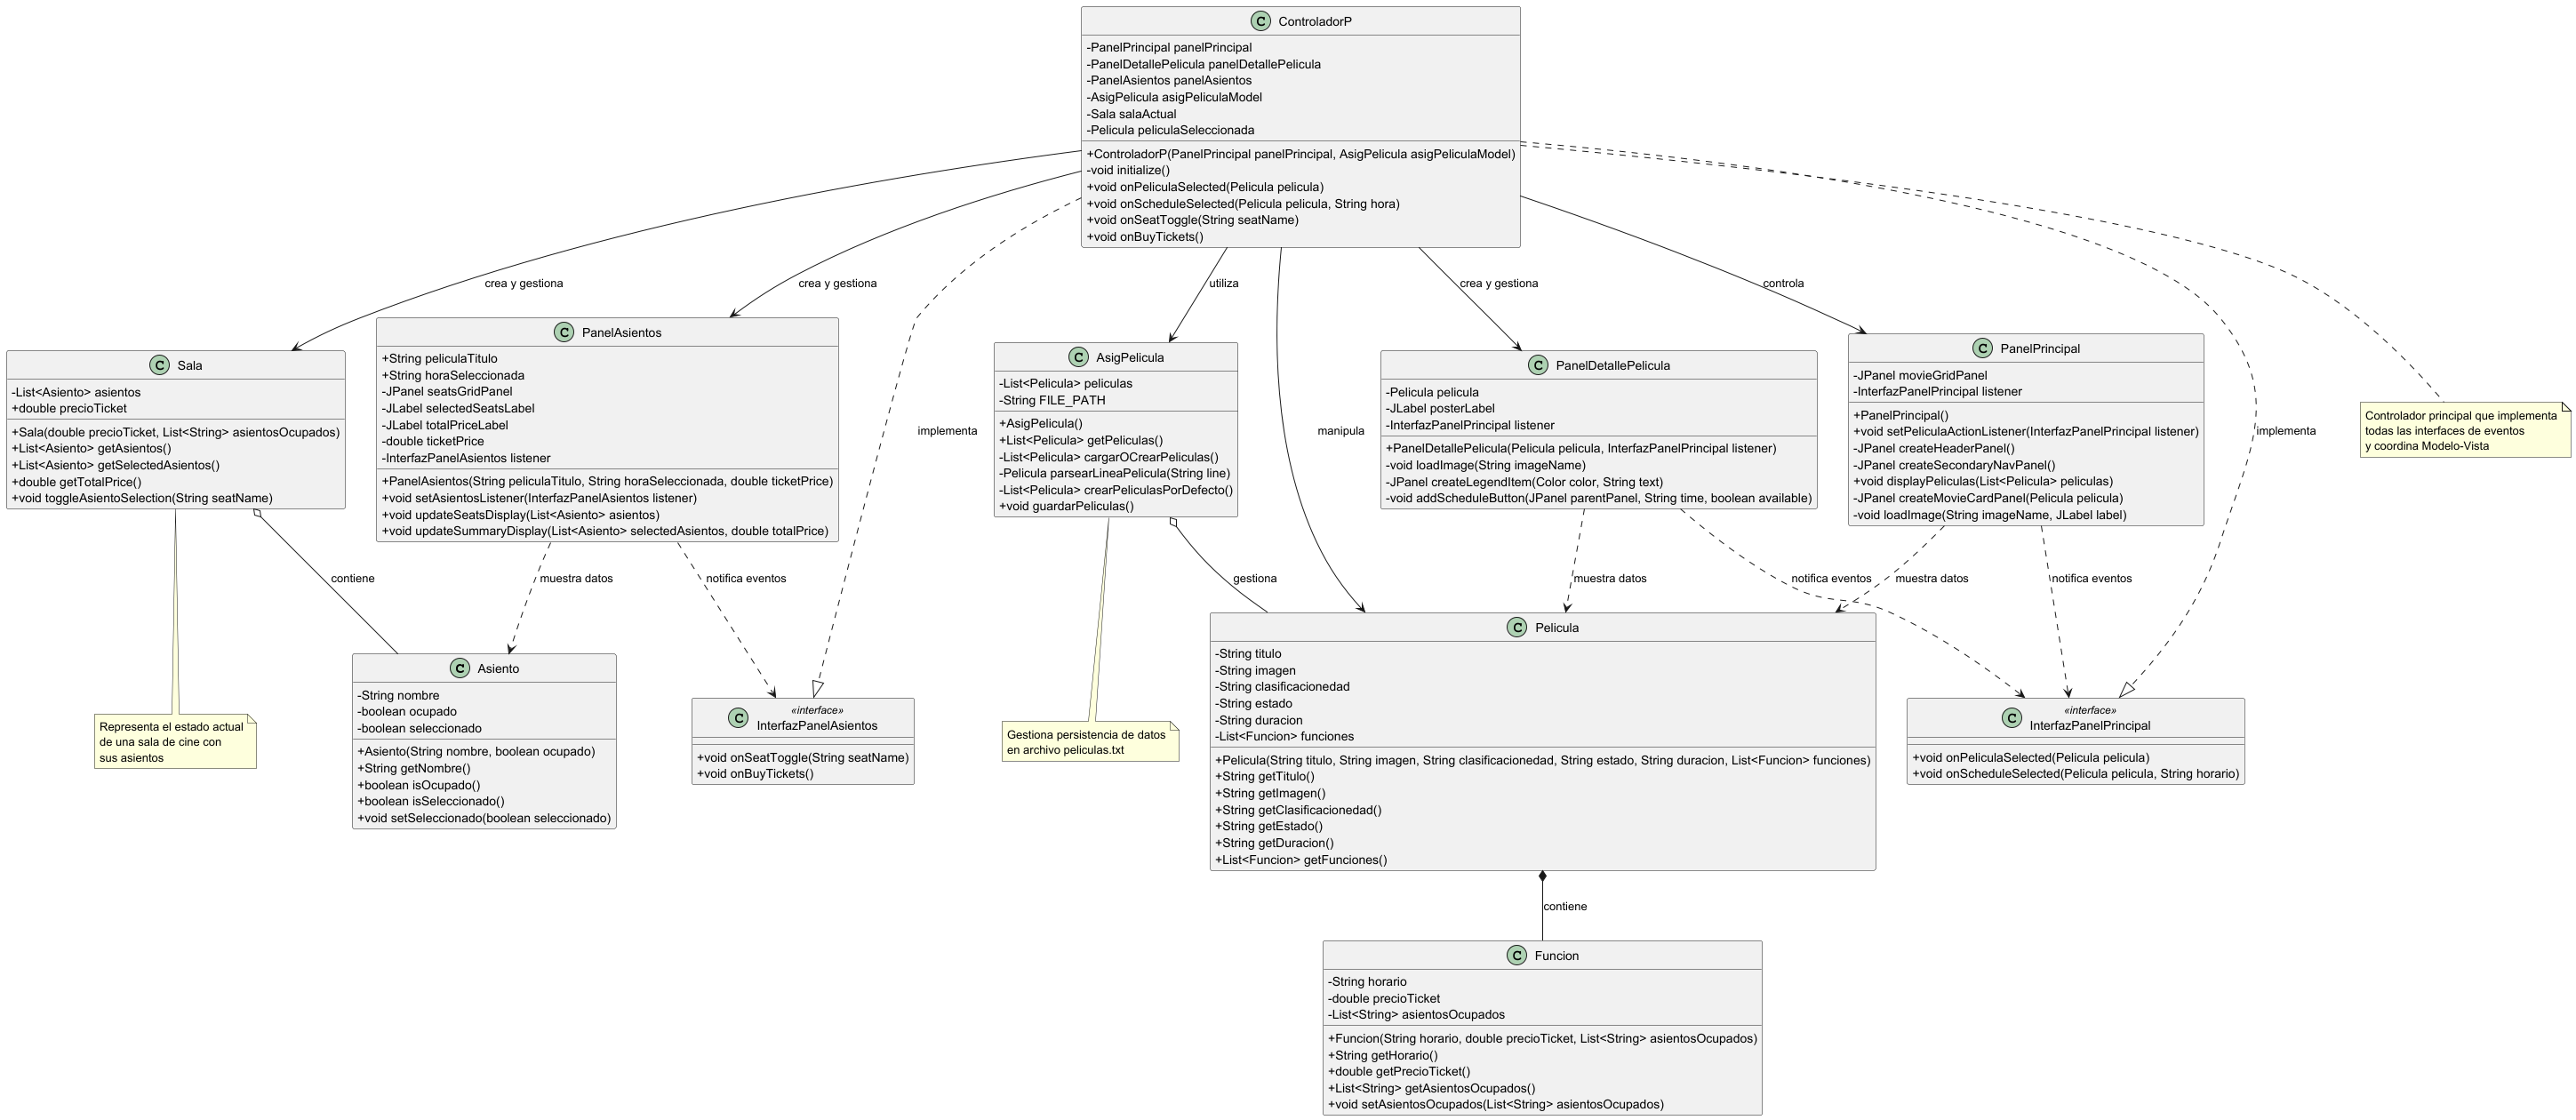 C ControladorP
-PanelPrincipal panelPrincipal
-PanelDetallePelicula panelDetallePelicula
-PanelAsientos panelAsientos
-AsigPelicula asigPeliculaModel
-Sala salaActual
-Pelicula peliculaSeleccionada
+ControladorP(PanelPrincipal panelPrincipal, AsigPelicula asigPeliculaModel)
-void initialize()
+void onPeliculaSelected(Pelicula pelicula)
+void onScheduleSelected(Pelicula pelicula, String hora)
+void onSeatToggle(String seatName)
+void onBuyTickets()
crea y gestiona
crea y gestiona
utiliza
crea y gestiona
controla
C Sala
-List<Asiento> asientos
+double precioTicket
+Sala(double precioTicket, List<String> asientosOcupados)
+List<Asiento> getAsientos()
+List<Asiento> getSelectedAsientos()
+double getTotalPrice()
+void toggleAsientoSelection(String seatName)
C PanelAsientos
+String peliculaTitulo
+String horaSeleccionada
-JPanel seatsGridPanel
-JLabel selectedSeatsLabel
-JLabel totalPriceLabel
-double ticketPrice
-InterfazPanelAsientos listener
+PanelAsientos(String peliculaTitulo, String horaSeleccionada, double ticketPrice)
+void setAsientosListener(InterfazPanelAsientos listener)
+void updateSeatsDisplay(List<Asiento> asientos)
+void updateSummaryDisplay(List<Asiento> selectedAsientos, double totalPrice)
implementa
C AsigPelicula
-List<Pelicula> peliculas
-String FILE_PATH
+AsigPelicula()
+List<Pelicula> getPeliculas()
-List<Pelicula> cargarOCrearPeliculas()
-Pelicula parsearLineaPelicula(String line)
-List<Pelicula> crearPeliculasPorDefecto()
+void guardarPeliculas()
manipula
C PanelDetallePelicula
-Pelicula pelicula
-JLabel posterLabel
-InterfazPanelPrincipal listener
+PanelDetallePelicula(Pelicula pelicula, InterfazPanelPrincipal listener)
-void loadImage(String imageName)
-JPanel createLegendItem(Color color, String text)
-void addScheduleButton(JPanel parentPanel, String time, boolean available)
C PanelPrincipal
-JPanel movieGridPanel
-InterfazPanelPrincipal listener
+PanelPrincipal()
+void setPeliculaActionListener(InterfazPanelPrincipal listener)
-JPanel createHeaderPanel()
-JPanel createSecondaryNavPanel()
+void displayPeliculas(List<Pelicula> peliculas)
-JPanel createMovieCardPanel(Pelicula pelicula)
-void loadImage(String imageName, JLabel label)
implementa
Controlador principal que implementa
todas las interfaces de eventos
y coordina Modelo-Vista
contiene
muestra datos
notifica eventos
gestiona
muestra datos
notifica eventos
muestra datos
notifica eventos
Representa el estado actual
de una sala de cine con
sus asientos
C Asiento
-String nombre
-boolean ocupado
-boolean seleccionado
+Asiento(String nombre, boolean ocupado)
+String getNombre()
+boolean isOcupado()
+boolean isSeleccionado()
+void setSeleccionado(boolean seleccionado)
«interface»
C InterfazPanelAsientos
+void onSeatToggle(String seatName)
+void onBuyTickets()
Gestiona persistencia de datos
en archivo peliculas.txt
C Pelicula
-String titulo
-String imagen
-String clasificacionedad
-String estado
-String duracion
-List<Funcion> funciones
+Pelicula(String titulo, String imagen, String clasificacionedad, String estado, String duracion, List<Funcion> funciones)
+String getTitulo()
+String getImagen()
+String getClasificacionedad()
+String getEstado()
+String getDuracion()
+List<Funcion> getFunciones()
«interface»
C InterfazPanelPrincipal
+void onPeliculaSelected(Pelicula pelicula)
+void onScheduleSelected(Pelicula pelicula, String horario)
contiene
C Funcion
-String horario
-double precioTicket
-List<String> asientosOcupados
+Funcion(String horario, double precioTicket, List<String> asientosOcupados)
+String getHorario()
+double getPrecioTicket()
+List<String> getAsientosOcupados()
+void setAsientosOcupados(List<String> asientosOcupados)